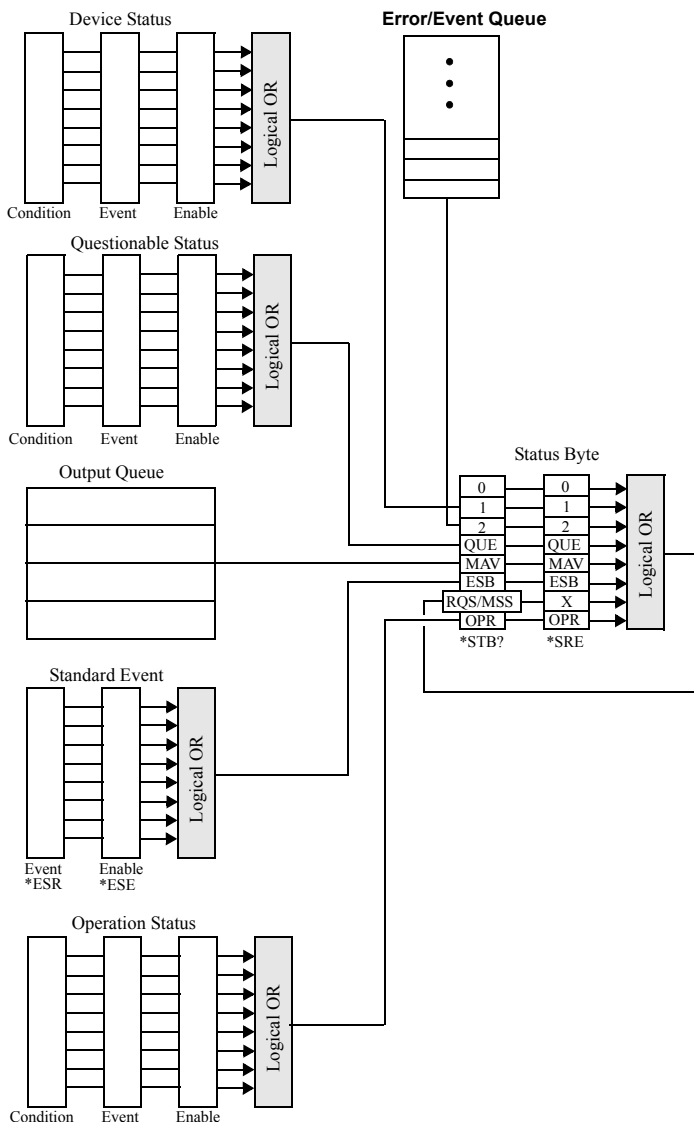 Device Status
Logical OR
Condition Event Enable
Error/Event Queue
Questionable Status
Logical OR
Condition Event Enable
Output Queue
Status Byte
0 0
1 1
2 2
QUE QUE
MAV MAV
ESB ESB
RQS/MSS X
OPR OPR
*STB? *SRE
Logical OR
Standard Event
Logical OR
Event Enable
*ESR *ESE
Operation Status
Logical OR
Condition Event Enable